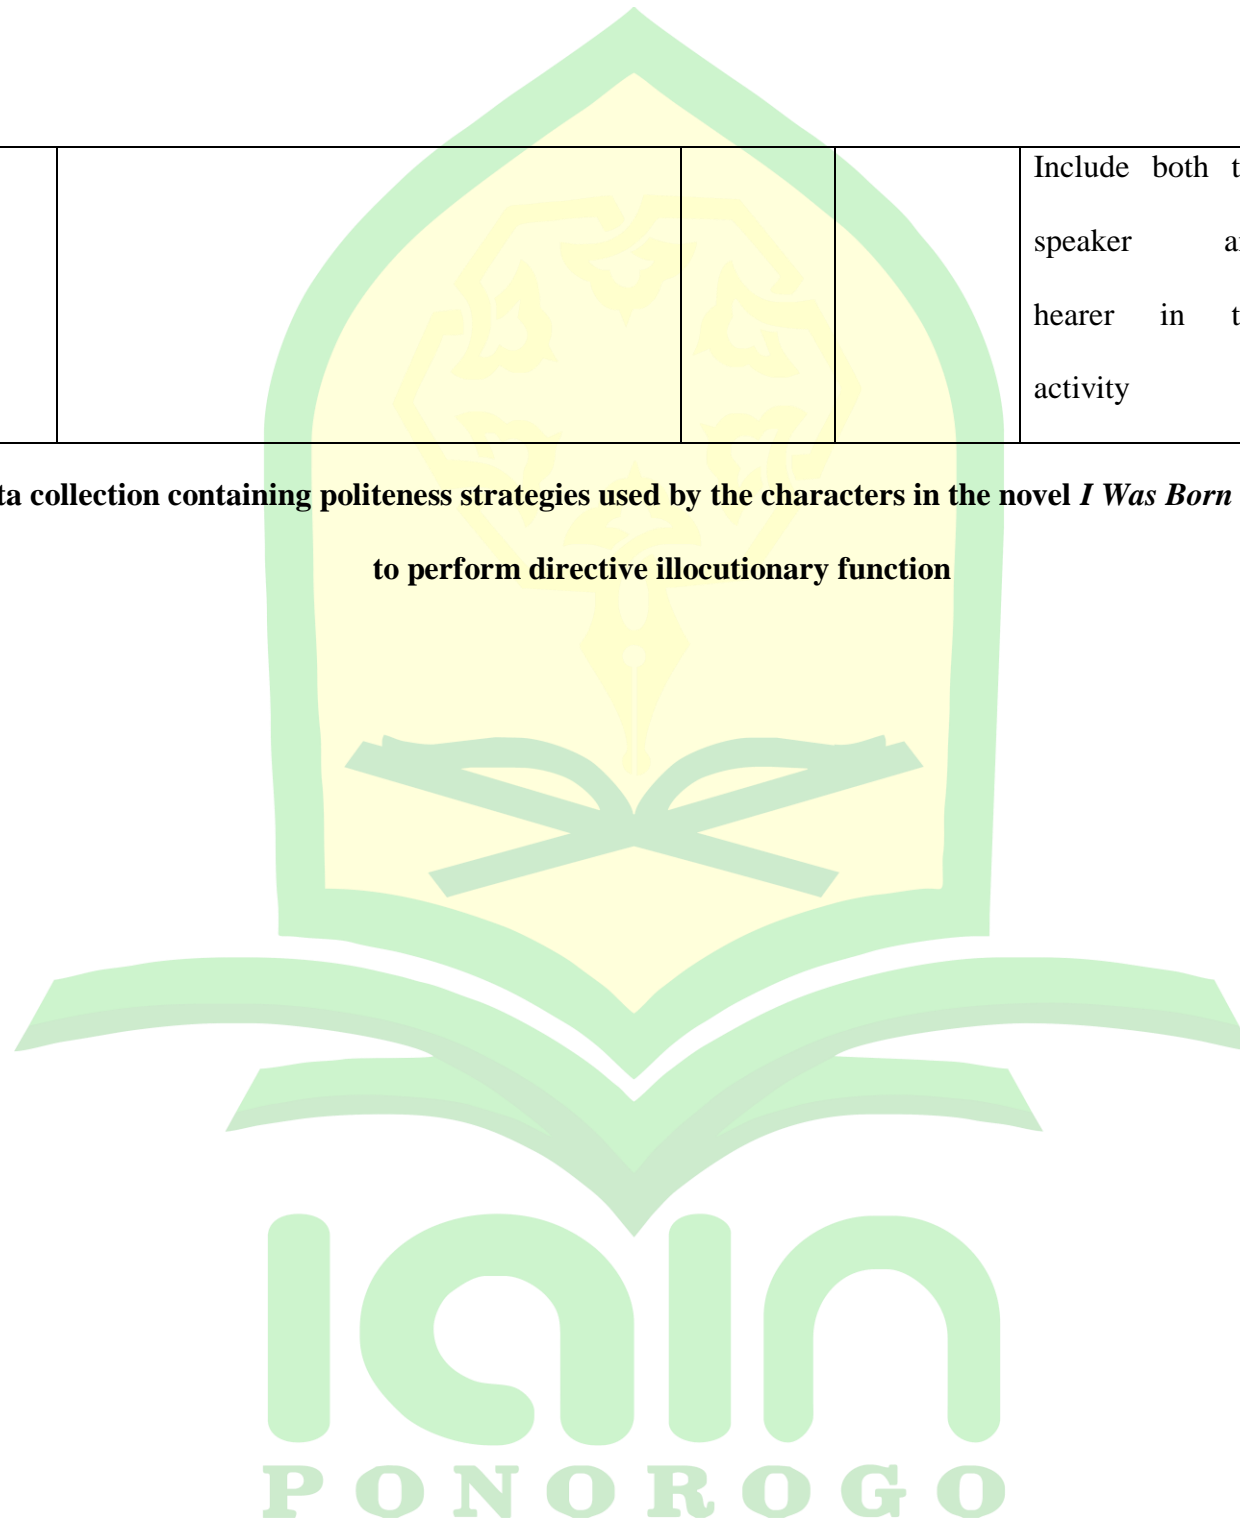 Include both t
speaker a
hearer in t
activity
ta collection containing politeness strategies used by the characters in the novel I Was Born
to perform directive illocutionary function
iain
PONOROGO